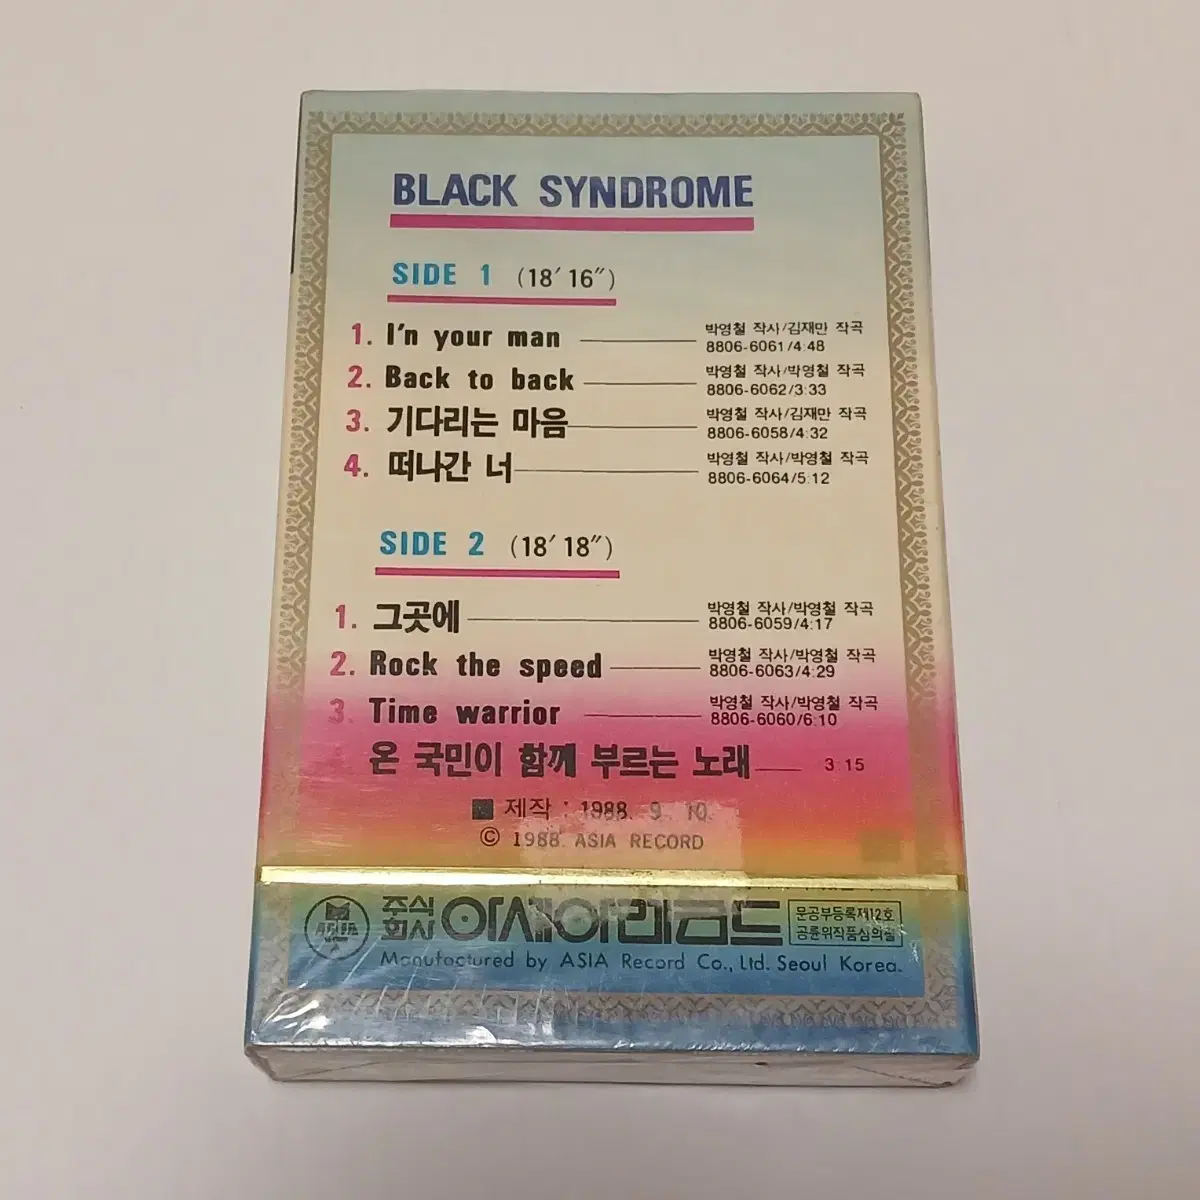 BLACK SYNDROME
SIDE 1 (18′ 16″)
1. I'n your man 박영철 작사/김재만 작곡
8806-6061/4:48
2. Back to back 박영철 작사/박영철 작곡
8806-6062/3:33
3. 기다리는 마음 박영철 작사/김재만 작곡
8806-6058/4:32
4. 떠나간 너 박영철 작사/박영철 작곡
8806-6064/5:12
SIDE 2 (18′ 18″)
1. 그곳에 박영철 작사/박영철 작곡
8806-6059/4:17
2. Rock the speed 박영철 작사/박영철 작곡
8806-6063/4:29
3. Time warrior 박영철 작사/박영철 작곡
8806-6060/6:10
4. 온 국민이 함께 부르는 노래 3:15
■ 제작 : 1988. 9. 10.
© 1988. ASIA RECORD
ASIA
주식회사 아세아레코드
문공부등록제12호
공륜위작품심의필
Manufactured by ASIA Record Co., Ltd. Seoul Korea.